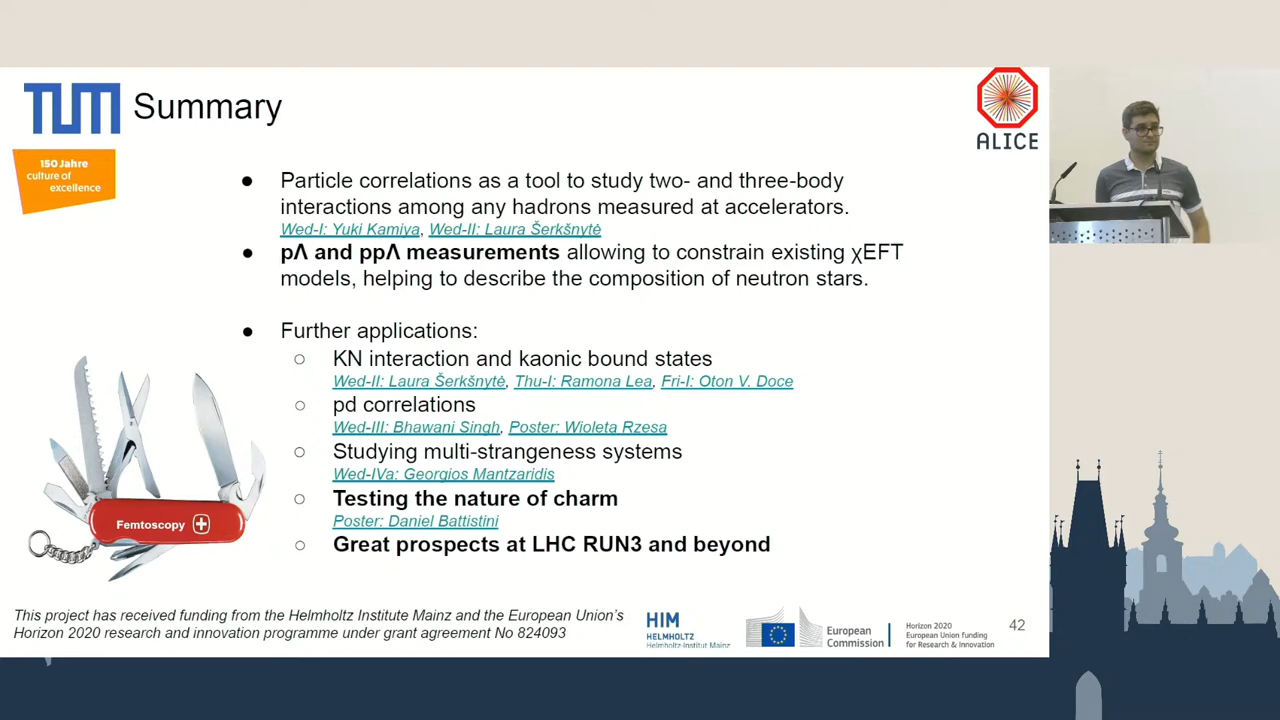 TUM Summary
150 Jahre
culture of
excellence
ALICE
● Particle correlations as a tool to study two- and three-body
interactions among any hadrons measured at accelerators.
Wed-I: Yuki Kamiya, Wed-II: Laura Šerkšnytė
● pΛ and ppΛ measurements allowing to constrain existing χEFT
models, helping to describe the composition of neutron stars.
● Further applications:
○ KN interaction and kaonic bound states
Wed-II: Laura Šerkšnytė, Thu-I: Ramona Lea, Fri-I: Oton V. Doce
○ pd correlations
Wed-III: Bhawani Singh, Poster: Wioleta Rzesa
○ Studying multi-strangeness systems
Wed-IVa: Georgios Mantzaridis
○ Testing the nature of charm
Poster: Daniel Battistini
○ Great prospects at LHC RUN3 and beyond
Femtoscopy
This project has received funding from the Helmholtz Institute Mainz and the European Union’s
Horizon 2020 research and innovation programme under grant agreement No 824093
HIM
HELMHOLTZ
Helmholtz-Institut Mainz
European
Commission
Horizon 2020
European Union funding
for Research & Innovation
42